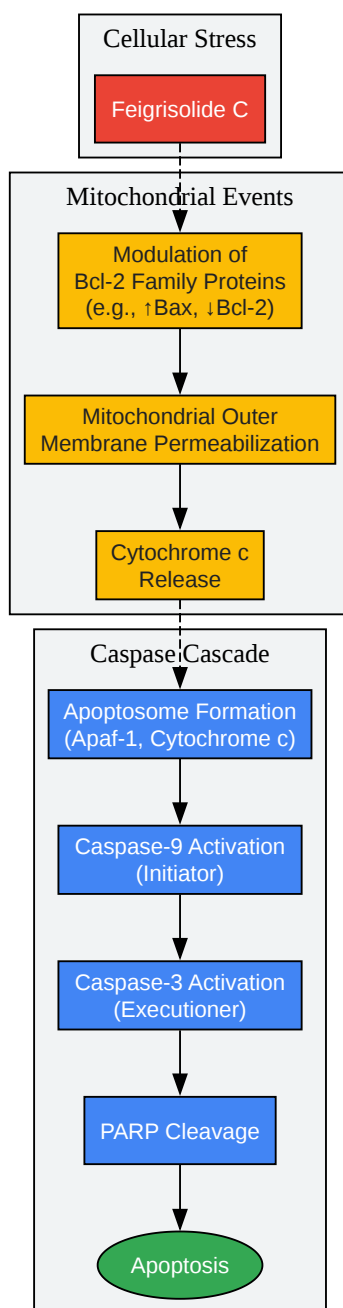 Cellular Stress
Feigrisolide C
Mitochondrial Events
Modulation of
Bcl-2 Family Proteins
(e.g., ↑Bax, ↓Bcl-2)
Mitochondrial Outer
Membrane Permeabilization
Cytochrome c
Release
Caspase Cascade
Apoptosome Formation
(Apaf-1, Cytochrome c)
Caspase-9 Activation
(Initiator)
Caspase-3 Activation
(Executioner)
PARP Cleavage
Apoptosis